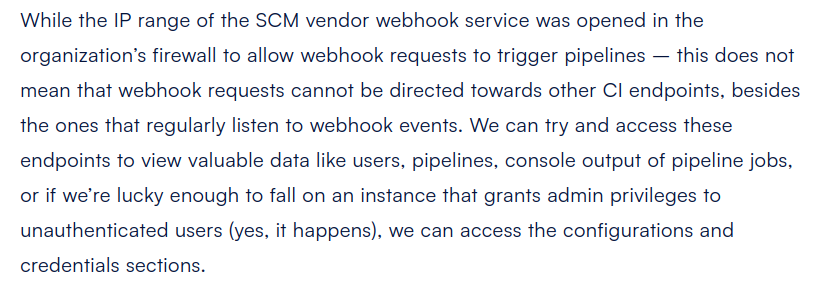 While the IP range of the SCM vendor webhook service was opened in the
organization’s firewall to allow webhook requests to trigger pipelines — this does not
mean that webhook requests cannot be directed towards other CI endpoints, besides
the ones that regularly listen to webhook events. We can try and access these
endpoints to view valuable data like users, pipelines, console output of pipeline jobs,
or if we’re lucky enough to fall on an instance that grants admin privileges to
unauthenticated users (yes, it happens), we can access the configurations and
credentials sections.